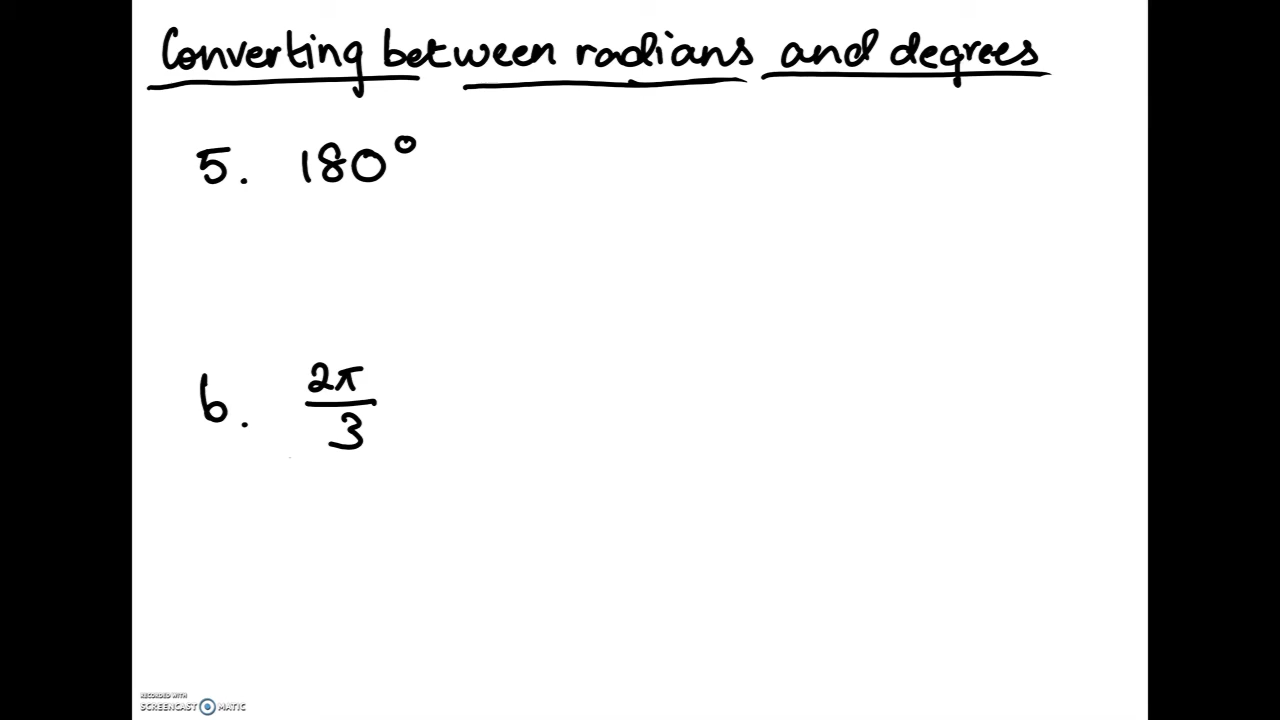 Converting between radians and degrees
5. 180°
6. 2π/3
RECORDED WITH
SCREENCAST MATIC